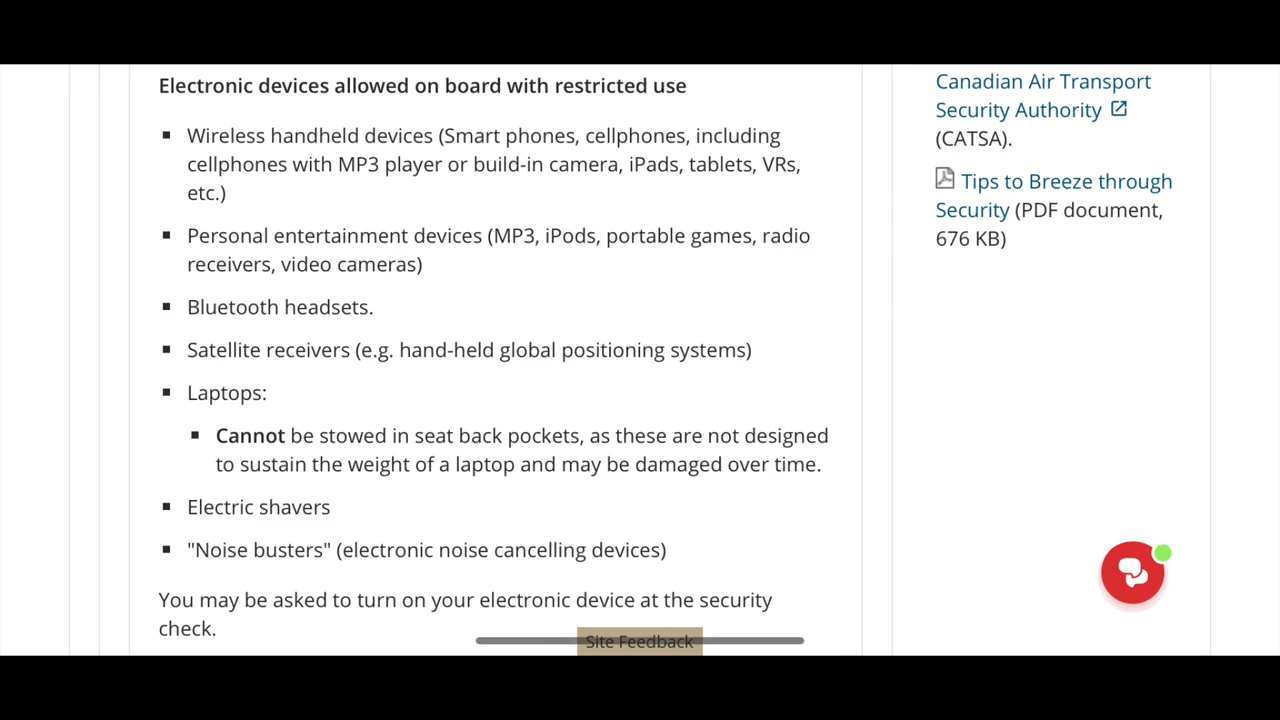 Electronic devices allowed on board with restricted use
Wireless handheld devices (Smart phones, cellphones, including
cellphones with MP3 player or build-in camera, iPads, tablets, VRs,
etc.)
Personal entertainment devices (MP3, iPods, portable games, radio
receivers, video cameras)
Bluetooth headsets.
Satellite receivers (e.g. hand-held global positioning systems)
Laptops:
Cannot be stowed in seat back pockets, as these are not designed
to sustain the weight of a laptop and may be damaged over time.
Electric shavers
"Noise busters" (electronic noise cancelling devices)
You may be asked to turn on your electronic device at the security
check.
Canadian Air Transport
Security Authority
(CATSA).
Tips to Breeze through
Security (PDF document,
676 KB)
Site Feedback